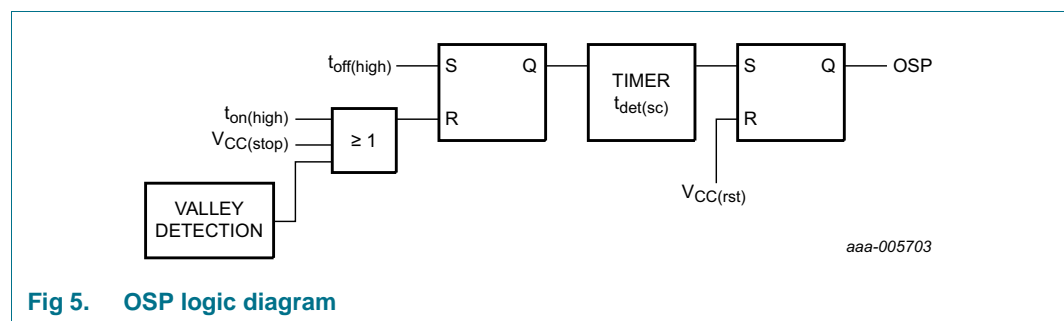 toff(high)
S Q
TIMER
tdet(sc)
S Q
OSP
ton(high)
VCC(stop)
≥ 1
R
R
VALLEY
DETECTION
VCC(rst)
aaa-005703
Fig 5. OSP logic diagram